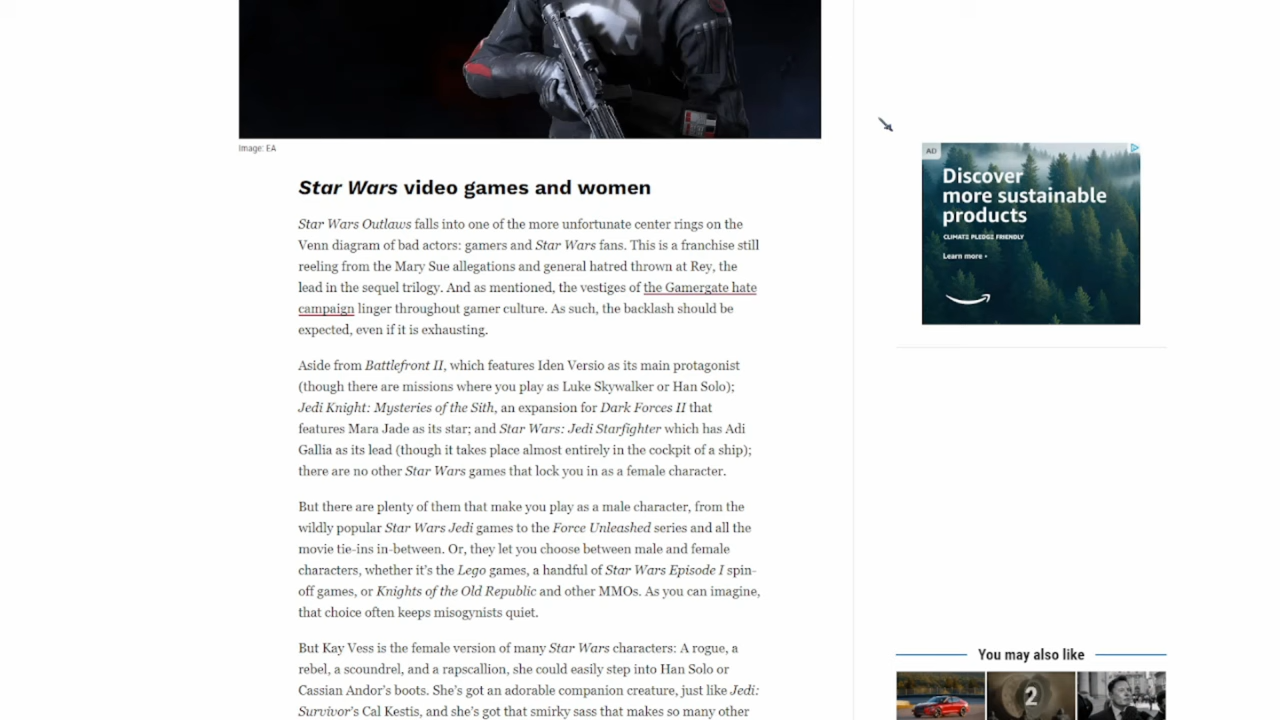 Image: EA
Star Wars video games and women
Star Wars Outlaws falls into one of the more unfortunate center rings on the
Venn diagram of bad actors: gamers and Star Wars fans. This is a franchise still
reeling from the Mary Sue allegations and general hatred thrown at Rey, the
lead in the sequel trilogy. And as mentioned, the vestiges of the Gamergate hate
campaign linger throughout gamer culture. As such, the backlash should be
expected, even if it is exhausting.
Aside from Battlefront II, which features Iden Versio as its main protagonist
(though there are missions where you play as Luke Skywalker or Han Solo);
Jedi Knight: Mysteries of the Sith, an expansion for Dark Forces II that
features Mara Jade as its star; and Star Wars: Jedi Starfighter which has Adi
Gallia as its lead (though it takes place almost entirely in the cockpit of a ship);
there are no other Star Wars games that lock you in as a female character.
But there are plenty of them that make you play as a male character, from the
wildly popular Star Wars Jedi games to the Force Unleashed series and all the
movie tie-ins in-between. Or, they let you choose between male and female
characters, whether it's the Lego games, a handful of Star Wars Episode I spin-
off games, or Knights of the Old Republic and other MMOs. As you can imagine,
that choice often keeps misogynists quiet.
But Kay Vess is the female version of many Star Wars characters: A rogue, a
rebel, a scoundrel, and a rapscallion, she could easily step into Han Solo or
Cassian Andor's boots. She's got an adorable companion creature, just like Jedi:
Survivor's Cal Kestis, and she's got that smirky sass that makes so many other
AD
Discover
more sustainable
products
CLIMATE PLEDGE FRIENDLY
Learn more ›
You may also like
2